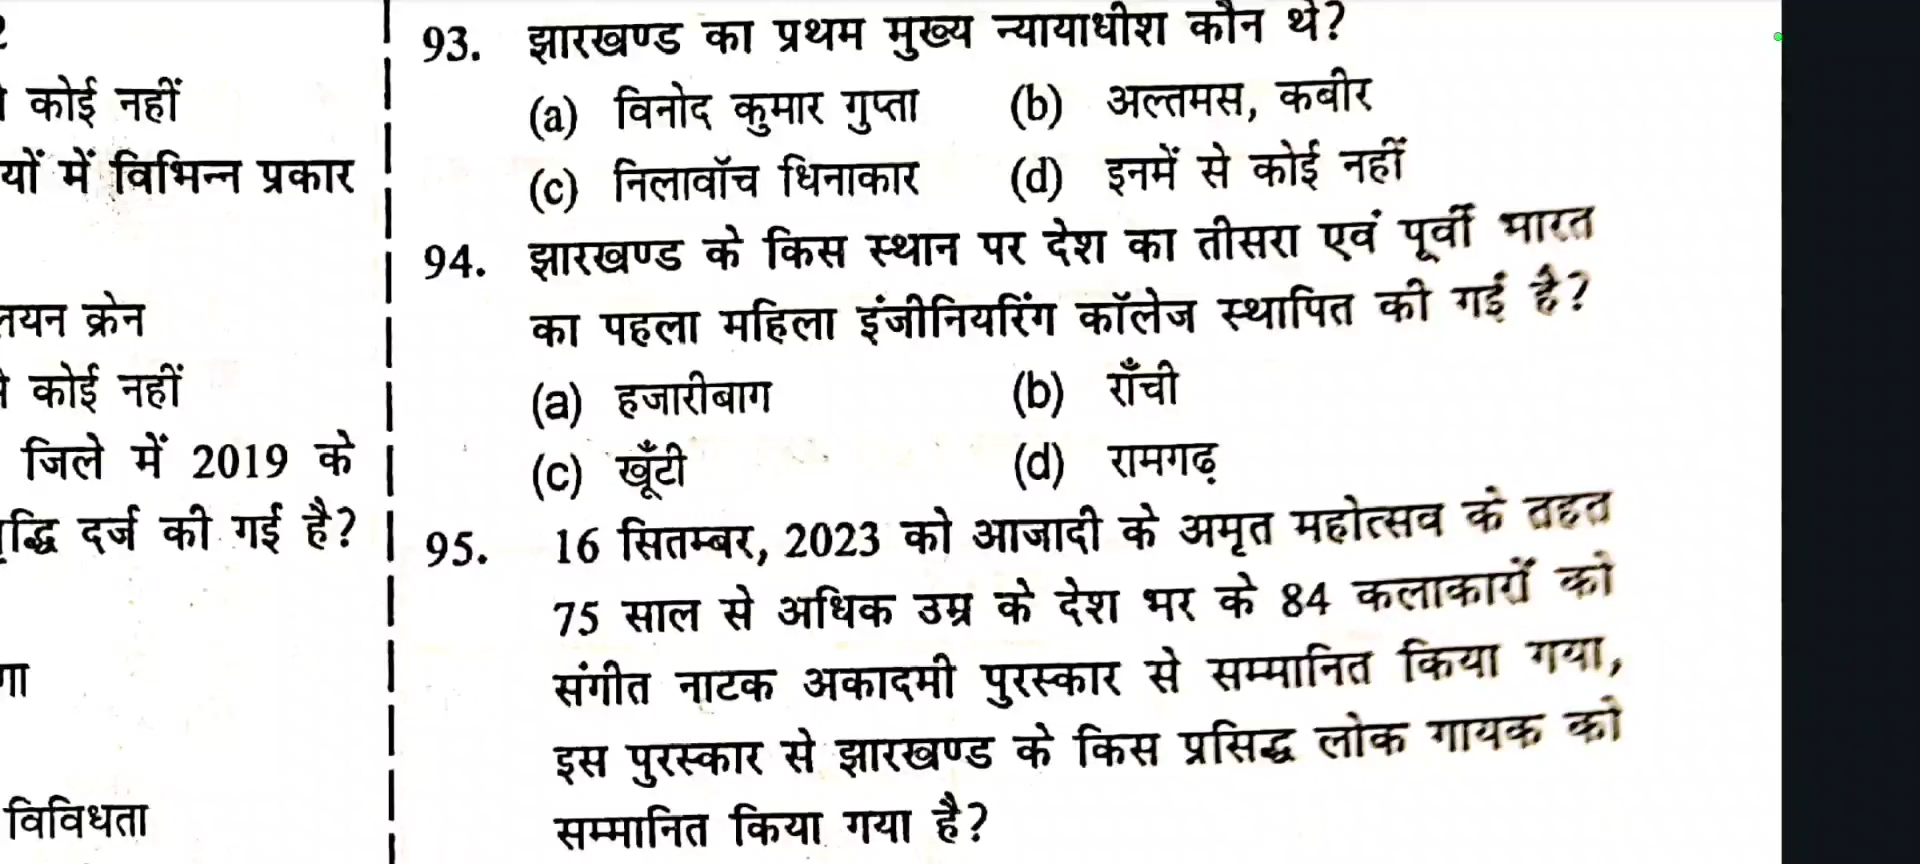 कोई नहीं
यों में विभिन्न प्रकार
लयन क्रेन
कोई नहीं
जिले में 2019 के
दर्ज की गई है?
गा
विविधता
93. झारखण्ड का प्रथम मुख्य न्यायाधीश कौन थे?
(a) विनोद कुमार गुप्ता (b) अल्तमस, कबीर
(c) निलावॉच धिनाकार (d) इनमें से कोई नहीं
94. झारखण्ड के किस स्थान पर देश का तीसरा एवं पूर्वी भारत
का पहला महिला इंजीनियरिंग कॉलेज स्थापित की गई है?
(a) हजारीबाग (b) राँची
(c) खूँटी (d) रामगढ़
95. 16 सितम्बर, 2023 को आजादी के अमृत महोत्सव के तहत
75 साल से अधिक उम्र के देश भर के 84 कलाकारों को
संगीत नाटक अकादमी पुरस्कार से सम्मानित किया गया,
इस पुरस्कार से झारखण्ड के किस प्रसिद्ध लोक गायक को
सम्मानित किया गया है?